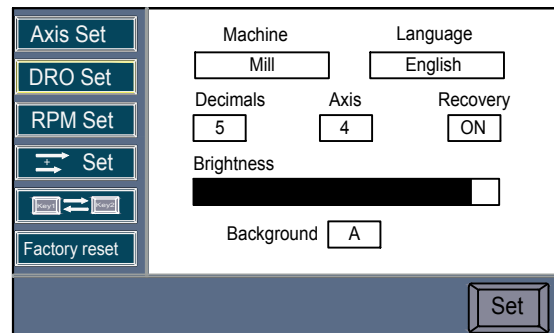 Axis Set
DRO Set
RPM Set
+ Set
Key1 Key2
Factory reset
Machine Language
Mill English
Decimals Axis Recovery
5 4 ON
Brightness
Background A
Set